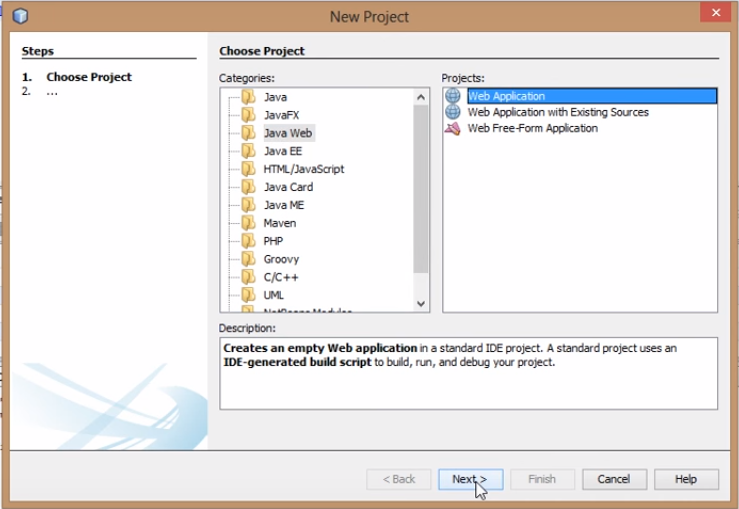 New Project
Steps
1. Choose Project
2. ...
Choose Project
Categories:
Java
JavaFX
Java Web
Java EE
HTML/JavaScript
Java Card
Java ME
Maven
PHP
Groovy
C/C++
UML
NetBeans Modules
Projects:
Web Application
Web Application with Existing Sources
Web Free-Form Application
Description:
Creates an empty Web application in a standard IDE project. A standard project uses an
IDE-generated build script to build, run, and debug your project.
< Back Next > Finish Cancel Help